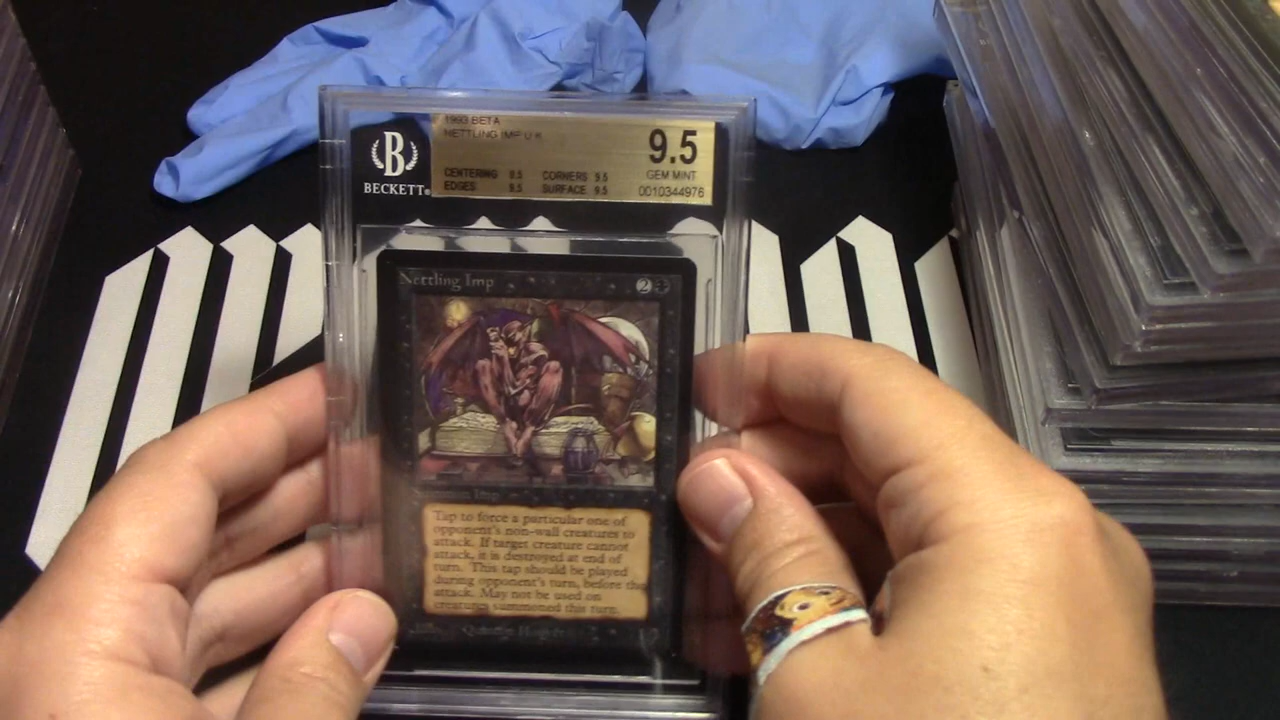 1993 BETA
NETTLING IMP U K
9.5
GEM MINT
CENTERING 9.5 CORNERS 9.5
EDGES 9.5 SURFACE 9.5
0010344976
B
BECKETT®
Nettling Imp
2
Imp
Tap to force a particular one of
opponent's non-wall creatures to
attack. If target creature cannot
attack, it is destroyed at end of
turn. This tap should be played
during opponent's turn, before the
attack. May not be used on
creatures summoned this turn.